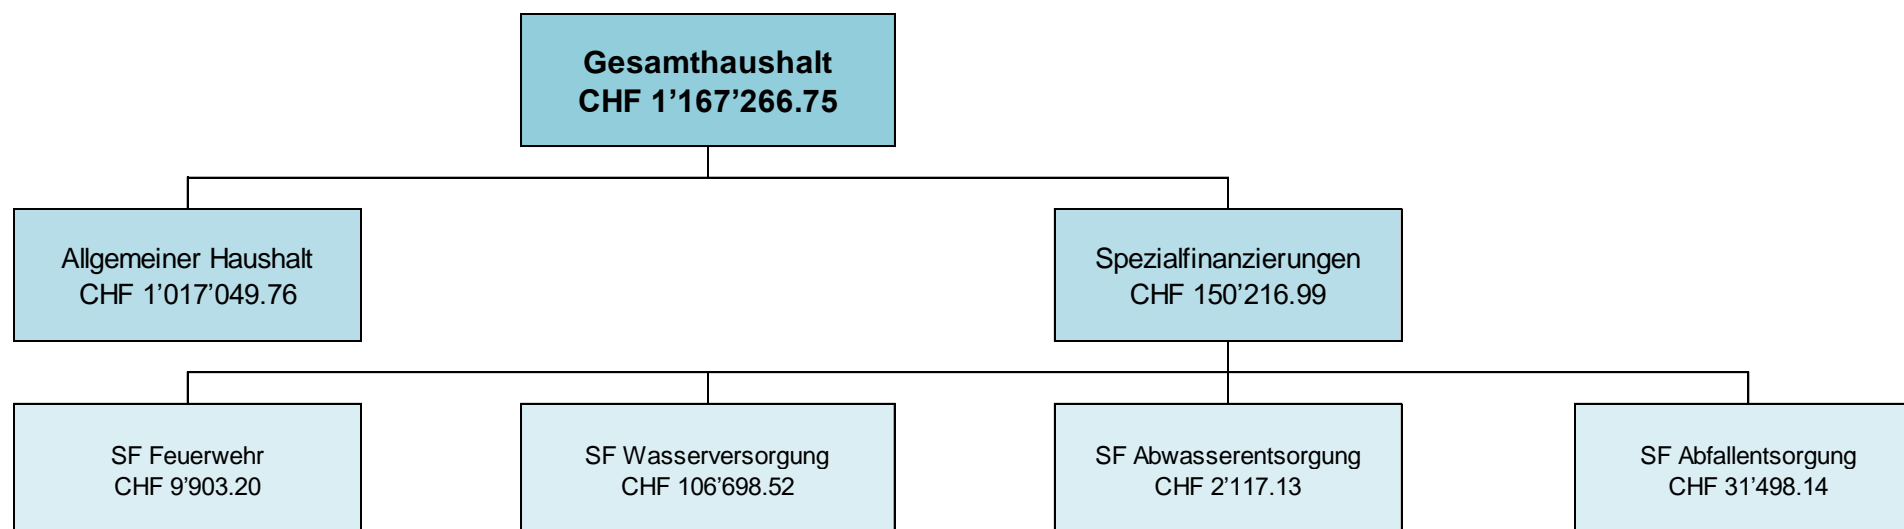 Gesamthaushalt
CHF 1’167’266.75
Allgemeiner Haushalt
CHF 1’017’049.76
Spezialfinanzierungen
CHF 150’216.99
SF Feuerwehr
CHF 9’903.20
SF Wasserversorgung
CHF 106’698.52
SF Abwasserentsorgung
CHF 2’117.13
SF Abfallentsorgung
CHF 31’498.14